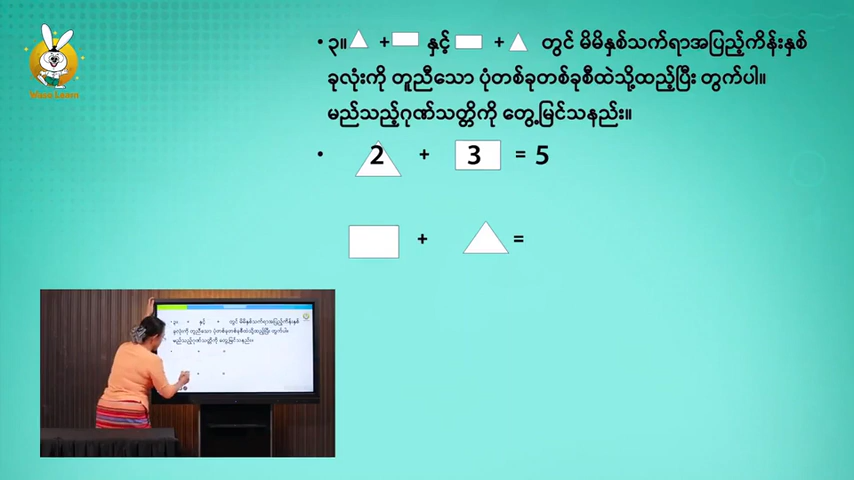 • ၃။ + နှင့် + တွင် မိမိနှစ်သက်ရာအပြည့်ကိန်းနှစ်
ခုလုံးကို တူညီသော ပုံတစ်ခုတစ်ခုစီထဲသို့ထည့်ပြီး တွက်ပါ။
မည်သည့်ဂုဏ်သတ္တိကို တွေ့မြင်သနည်း။
• 2 + 3 = 5
+ =